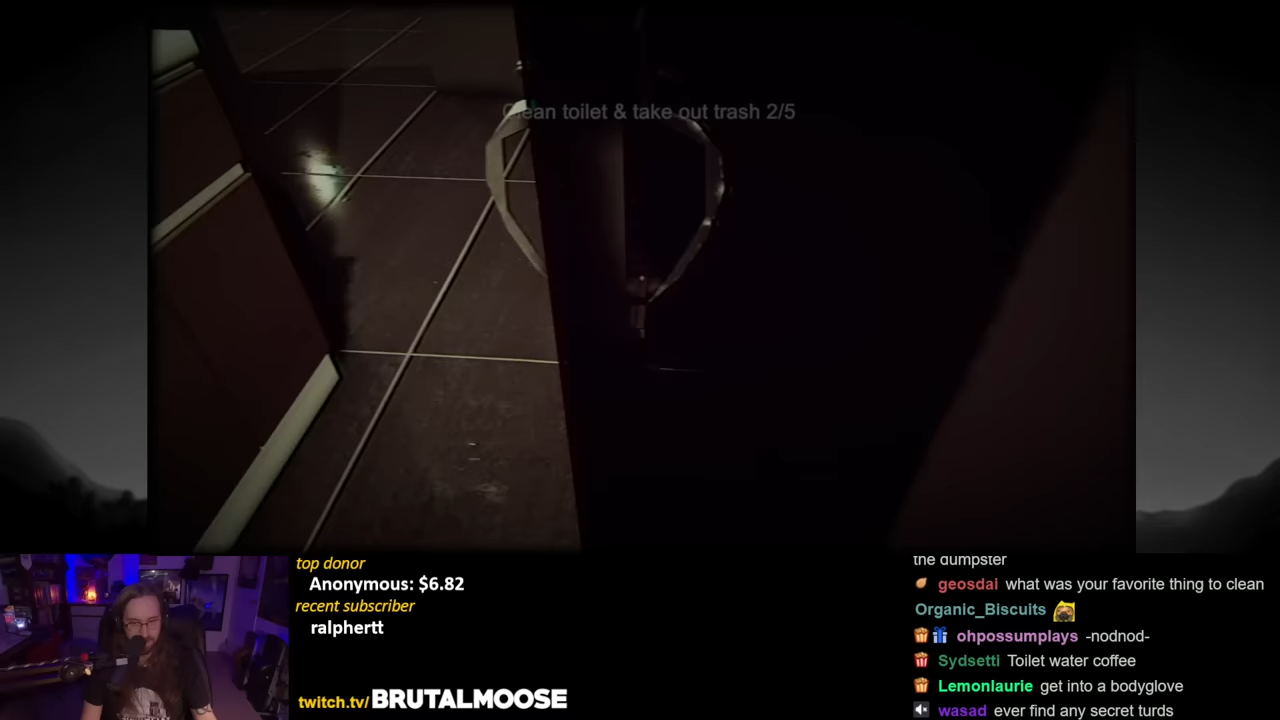 Clean toilet & take out trash 2/5
top donor
Anonymous: $6.82
recent subscriber
ralphertt
twitch.tv/BRUTALMOOSE
the dumpster
geosdai what was your favorite thing to clean
Organic_Biscuits
ohpossumplays -nodnod-
Sydsetti Toilet water coffee
Lemonlaurie get into a bodyglove
wasad ever find any secret turds